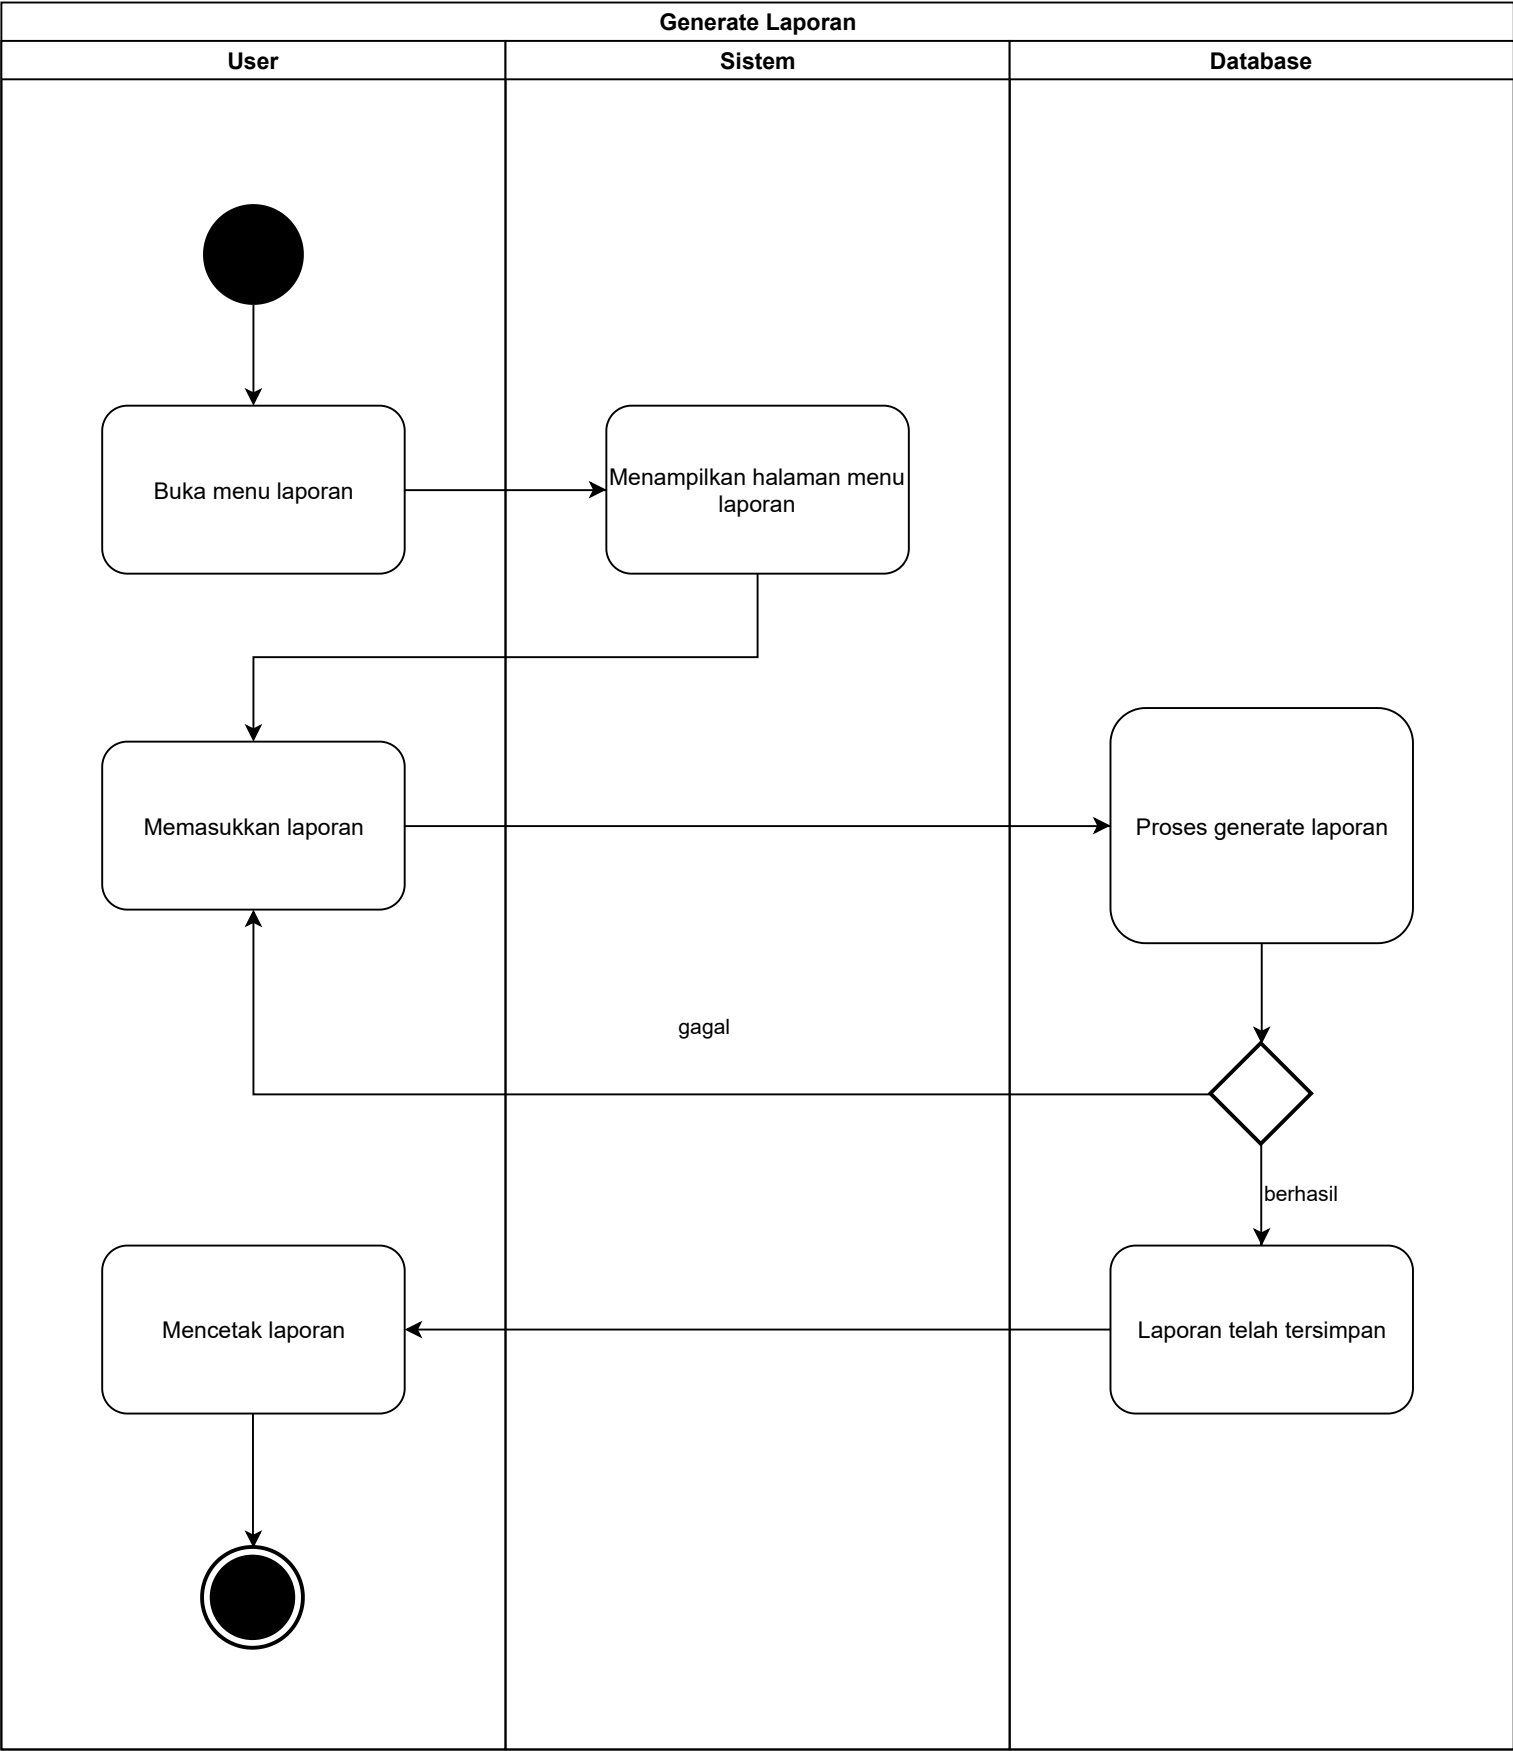 Generate Laporan
User
Sistem
Database
Buka menu laporan
Menampilkan halaman menu
laporan
Memasukkan laporan
Proses generate laporan
gagal
berhasil
Mencetak laporan
Laporan telah tersimpan